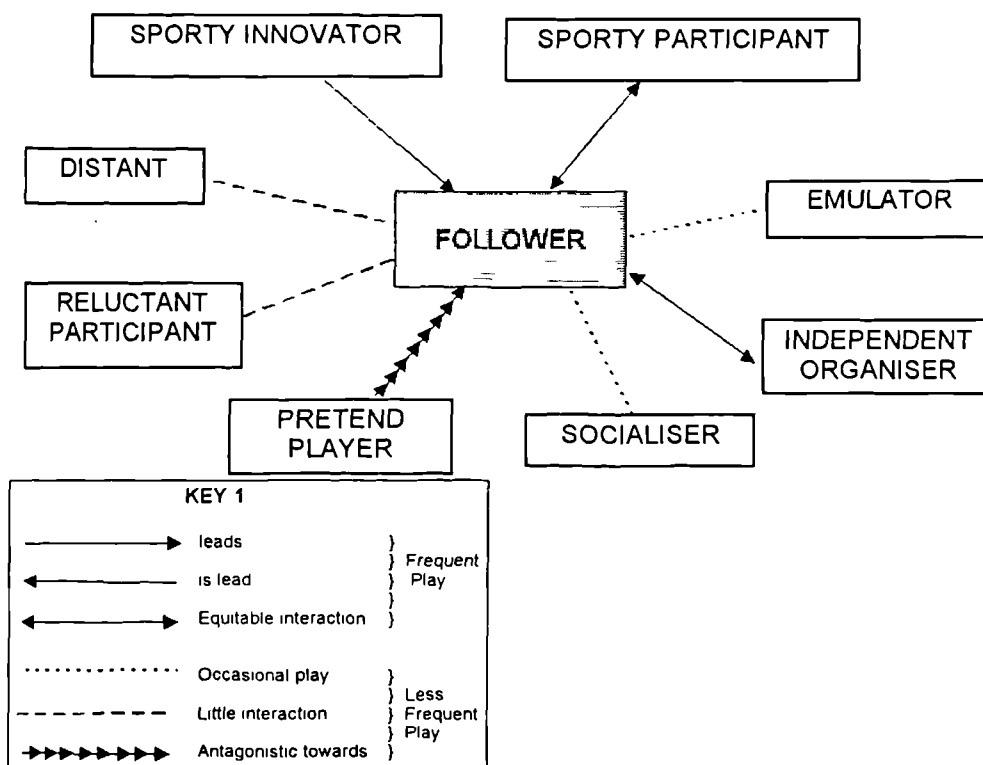 SPORTY INNOVATOR
SPORTY PARTICIPANT
DISTANT
EMULATOR
FOLLOWER
RELUCTANT
PARTICIPANT
INDEPENDENT
ORGANISER
PRETEND
PLAYER
SOCIALISER
KEY 1
leads }
} Frequent
is lead } Play
}
Equitable interaction }
Occasional play }
} Less
Little interaction } Frequent
} Play
Antagonistic towards }